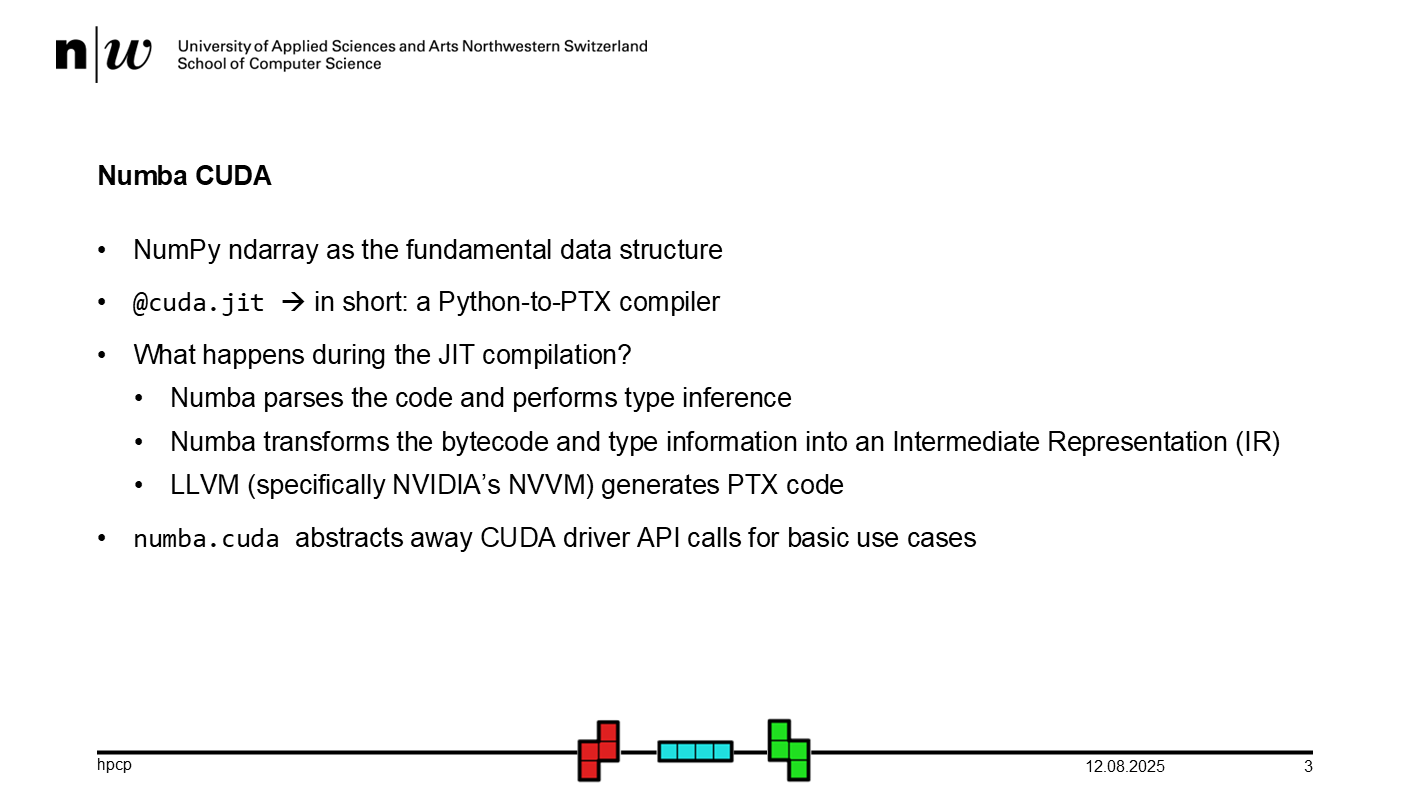 n|w
University of Applied Sciences and Arts Northwestern Switzerland
School of Computer Science
Numba CUDA
• NumPy ndarray as the fundamental data structure
• @cuda.jit → in short: a Python-to-PTX compiler
• What happens during the JIT compilation?
• Numba parses the code and performs type inference
• Numba transforms the bytecode and type information into an Intermediate Representation (IR)
• LLVM (specifically NVIDIA’s NVVM) generates PTX code
• numba.cuda abstracts away CUDA driver API calls for basic use cases
hpcp
12.08.2025
3